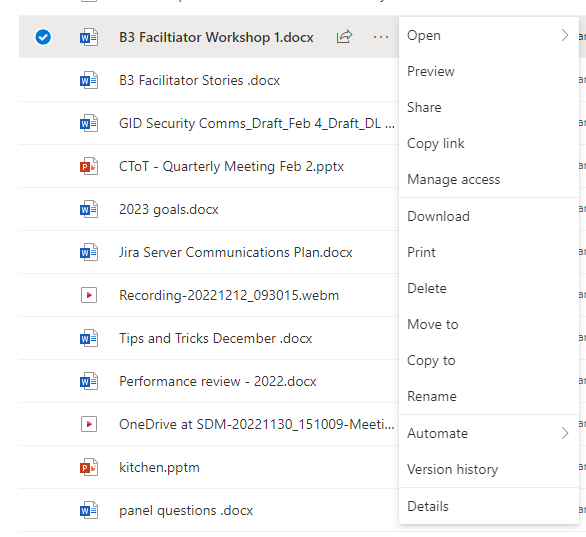 B3 Faciltiator Workshop 1.docx
B3 Facilitator Stories .docx
GID Security Comms_Draft_Feb 4_Draft_DL ...
CToT - Quarterly Meeting Feb 2.pptx
2023 goals.docx
Jira Server Communications Plan.docx
Recording-20221212_093015.webm
Tips and Tricks December .docx
Performance review - 2022.docx
OneDrive at SDM-20221130_151009-Meeti...
kitchen.pptm
panel questions .docx
Open
Preview
Share
Copy link
Manage access
Download
Print
Delete
Move to
Copy to
Rename
Automate
Version history
Details